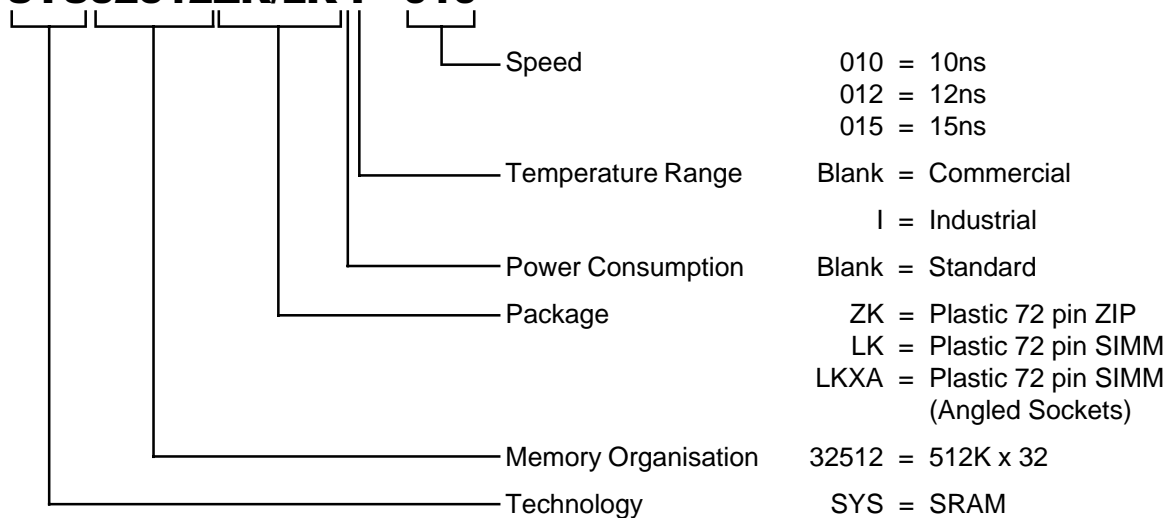 Speed 010 = 10ns
012 = 12ns
015 = 15ns
Temperature Range Blank = Commercial
I = Industrial
Power Consumption Blank = Standard
Package ZK = Plastic 72 pin ZIP
LK = Plastic 72 pin SIMM
LKXA = Plastic 72 pin SIMM
(Angled Sockets)
Memory Organisation 32512 = 512K x 32
Technology SYS = SRAM